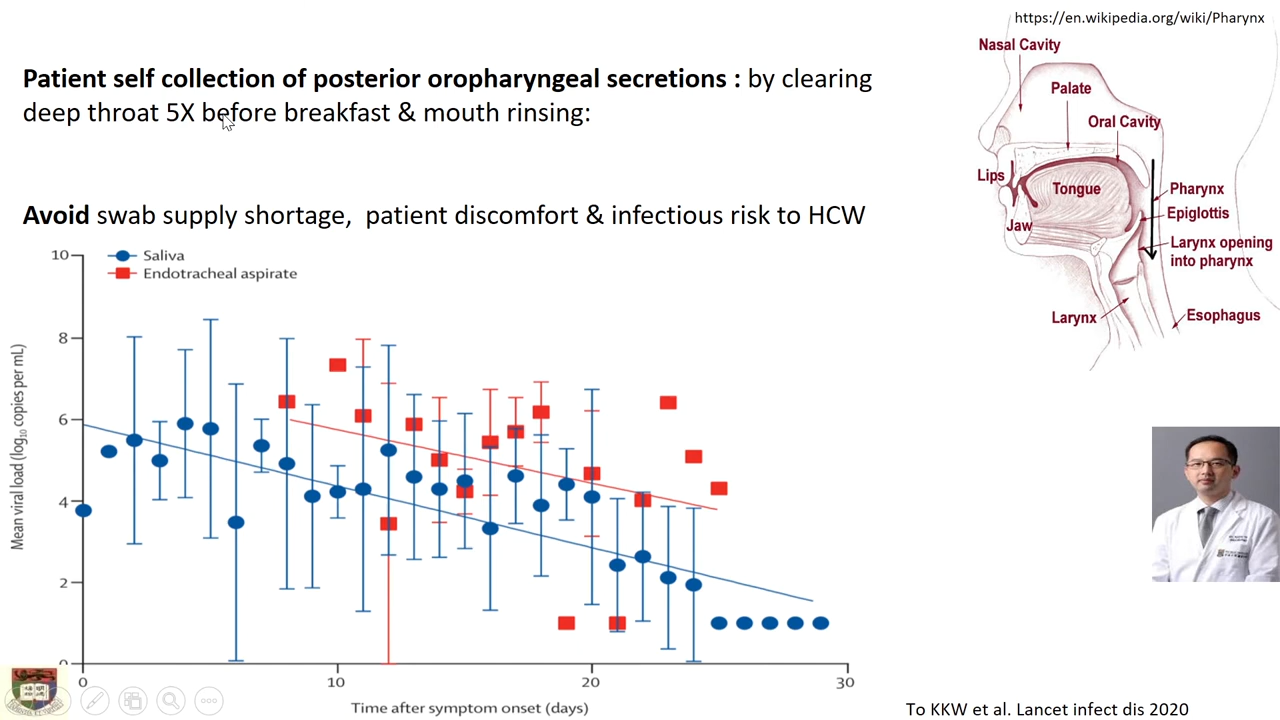 https://en.wikipedia.org/wiki/Pharynx
Patient self collection of posterior oropharyngeal secretions : by clearing
deep throat 5X before breakfast & mouth rinsing:
Avoid swab supply shortage, patient discomfort & infectious risk to HCW
Nasal Cavity
Palate
Oral Cavity
Lips
Tongue
Pharynx
Epiglottis
Jaw
Larynx opening
into pharynx
Larynx
Esophagus
Saliva
Endotracheal aspirate
Mean viral load (log10 copies per mL)
10
8
6
4
2
0
0
10
20
30
Time after symptom onset (days)
To KKW et al. Lancet infect dis 2020